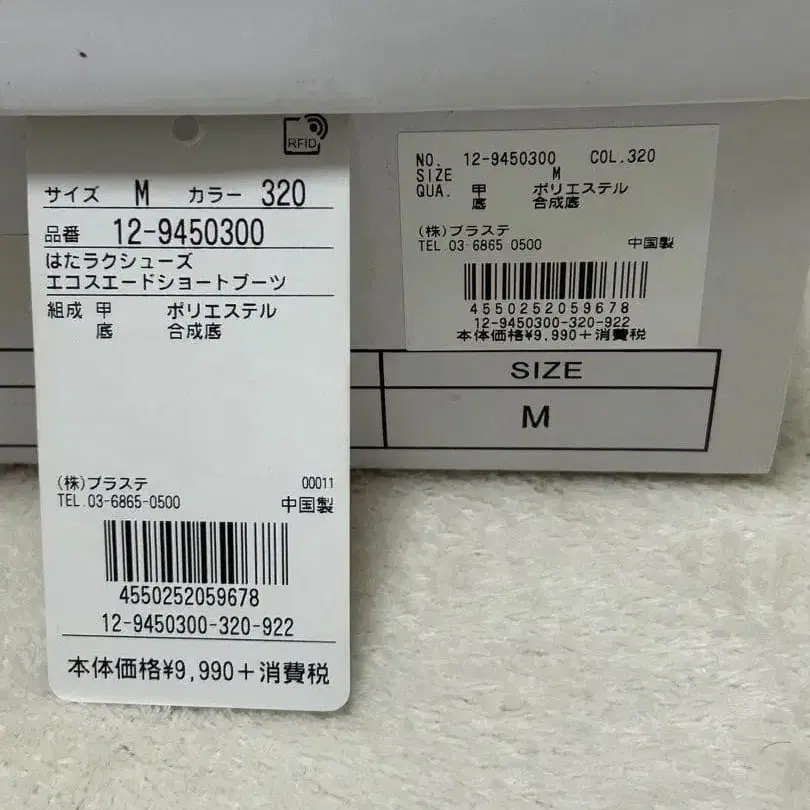 RFID
サイズ M カラー 320
品番 12-9450300
はたラクシューズ
エコスエードショートブーツ
組成 甲 ポリエステル
底 合成底
(株)プラステ 00011
TEL.03-6865-0500 中国製
4550252059678
12-9450300-320-922
本体価格¥9,990+消費税
NO. 12-9450300 COL.320
SIZE M
QUA. 甲 ポリエステル
底 合成底
(株)プラステ
TEL 03-6865 0500 中国製
4550252059678
12-9450300-320-922
本体価格¥9,990+消費税
SIZE
M